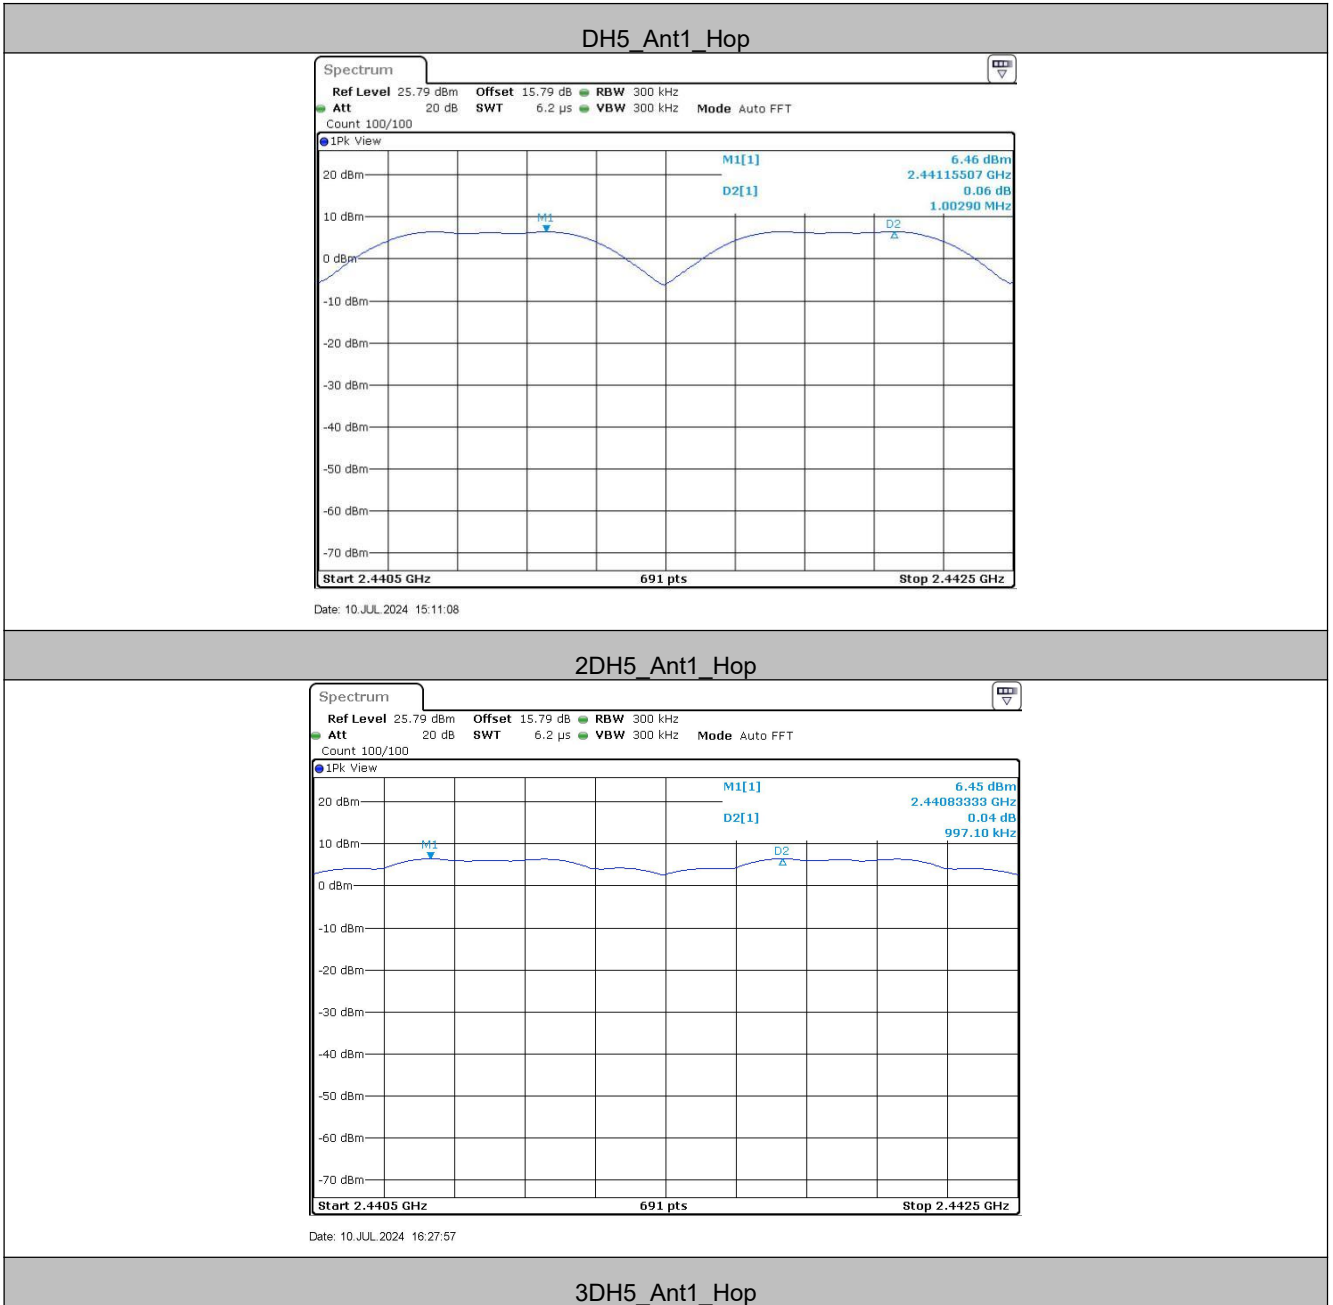 DH5_Ant1_Hop
Spectrum
Ref Level 25.79 dBm Offset 15.79 dB RBW 300 kHz
Att 20 dB SWT 6.2 µs VBW 300 kHz Mode Auto FFT
Count 100/100
1Pk View
M1[1] 6.46 dBm
2.44115507 GHz
D2[1] 0.06 dB
1.00290 MHz
20 dBm
10 dBm
M1
D2
0 dBm
-10 dBm
-20 dBm
-30 dBm
-40 dBm
-50 dBm
-60 dBm
-70 dBm
Start 2.4405 GHz 691 pts Stop 2.4425 GHz
Date: 10.JUL.2024 15:11:08
2DH5_Ant1_Hop
Spectrum
Ref Level 25.79 dBm Offset 15.79 dB RBW 300 kHz
Att 20 dB SWT 6.2 µs VBW 300 kHz Mode Auto FFT
Count 100/100
1Pk View
M1[1] 6.45 dBm
2.44083333 GHz
D2[1] 0.04 dB
997.10 kHz
20 dBm
10 dBm
M1
D2
0 dBm
-10 dBm
-20 dBm
-30 dBm
-40 dBm
-50 dBm
-60 dBm
-70 dBm
Start 2.4405 GHz 691 pts Stop 2.4425 GHz
Date: 10.JUL.2024 16:27:57
3DH5_Ant1_Hop